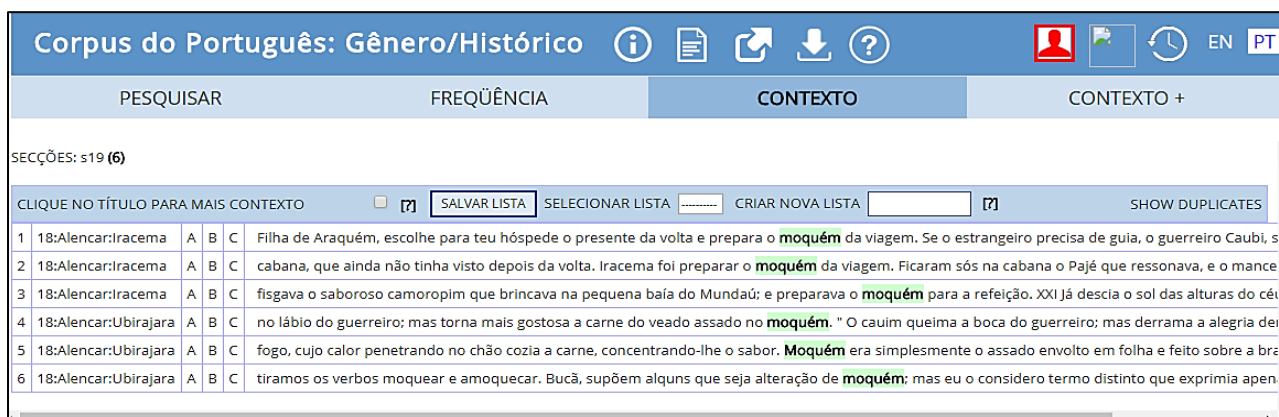 Corpus do Português: Gênero/Histórico EN PT
PESQUISAR FREQÜÊNCIA CONTEXTO CONTEXTO +
SECÇÕES: s19 (6)
CLIQUE NO TÍTULO PARA MAIS CONTEXTO [?] SALVAR LISTA SELECIONAR LISTA ---------- CRIAR NOVA LISTA [?] SHOW DUPLICATES
1 18:Alencar:Iracema A B C Filha de Araquém, escolhe para teu hóspede o presente da volta e prepara o moquém da viagem. Se o estrangeiro precisa de guia, o guerreiro Caubi, s
2 18:Alencar:Iracema A B C cabana, que ainda não tinha visto depois da volta. Iracema foi preparar o moquém da viagem. Ficaram sós na cabana o Pajé que ressonava, e o mance
3 18:Alencar:Iracema A B C fisgava o saboroso camoropim que brincava na pequena baía do Mundaú; e preparava o moquém para a refeição. XXI Já descia o sol das alturas do céu
4 18:Alencar:Ubirajara A B C no lábio do guerreiro; mas torna mais gostosa a carne do veado assado no moquém. " O cauim queima a boca do guerreiro; mas derrama a alegria der
5 18:Alencar:Ubirajara A B C fogo, cujo calor penetrando no chão cozia a carne, concentrando-lhe o sabor. Moquém era simplesmente o assado envolto em folha e feito sobre a bra
6 18:Alencar:Ubirajara A B C tiramos os verbos moquear e amoquecar. Bucã, supõem alguns que seja alteração de moquém; mas eu o considero termo distinto que exprimia apen